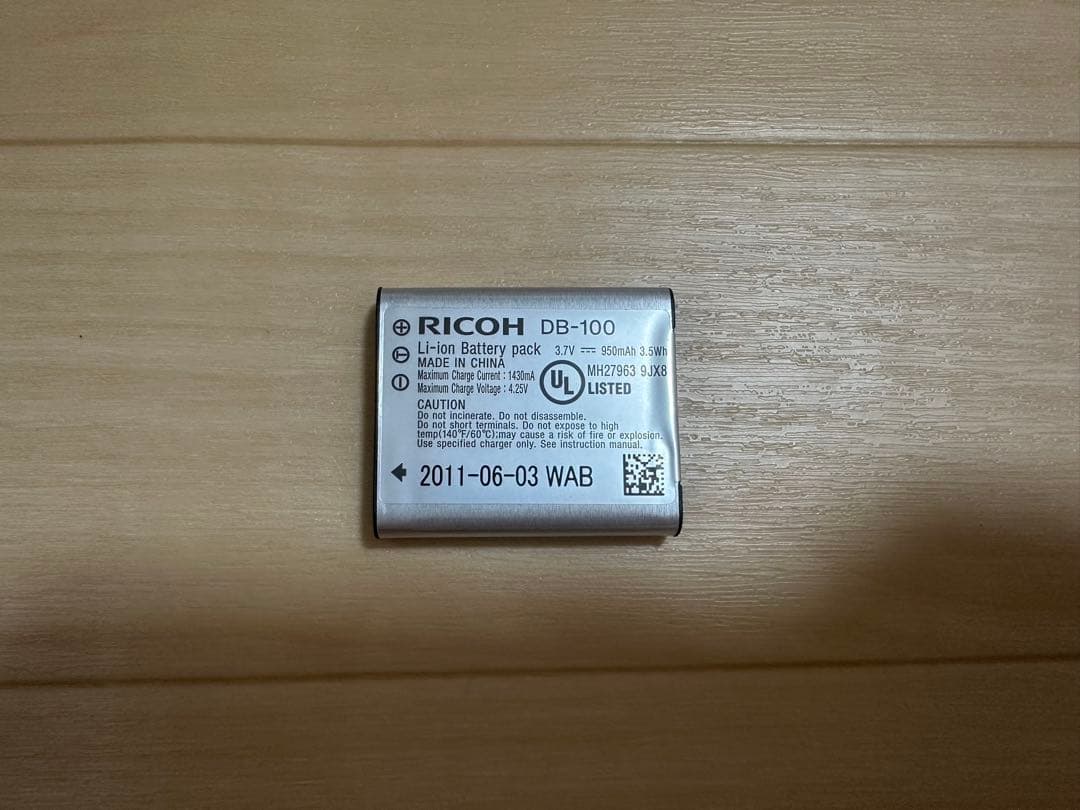 ⊕ RICOH DB-100
Ⓣ Li-ion Battery pack 3.7V ⎓ 950mAh 3.5Wh
MADE IN CHINA
⊖ Maximum Charge Current : 1430mA
Maximum Charge Voltage : 4.25V
UL LISTED
MH27963 9JX8
CAUTION
Do not incinerate. Do not disassemble.
Do not short terminals. Do not expose to high
temp(140°F/60°C):may cause a risk of fire or explosion.
Use specified charger only. See instruction manual.
← 2011-06-03 WAB